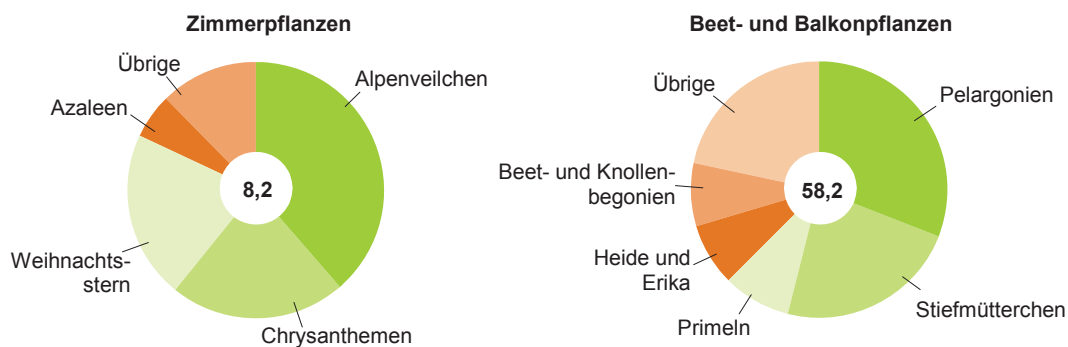 Zimmerpflanzen
Übrige
Alpenveilchen
Azaleen
8,2
Weihnachts-
stern
Chrysanthemen
Beet- und Balkonpflanzen
Übrige
Pelargonien
Beet- und Knollen-
begonien
58,2
Heide und
Erika
Stiefmütterchen
Primeln